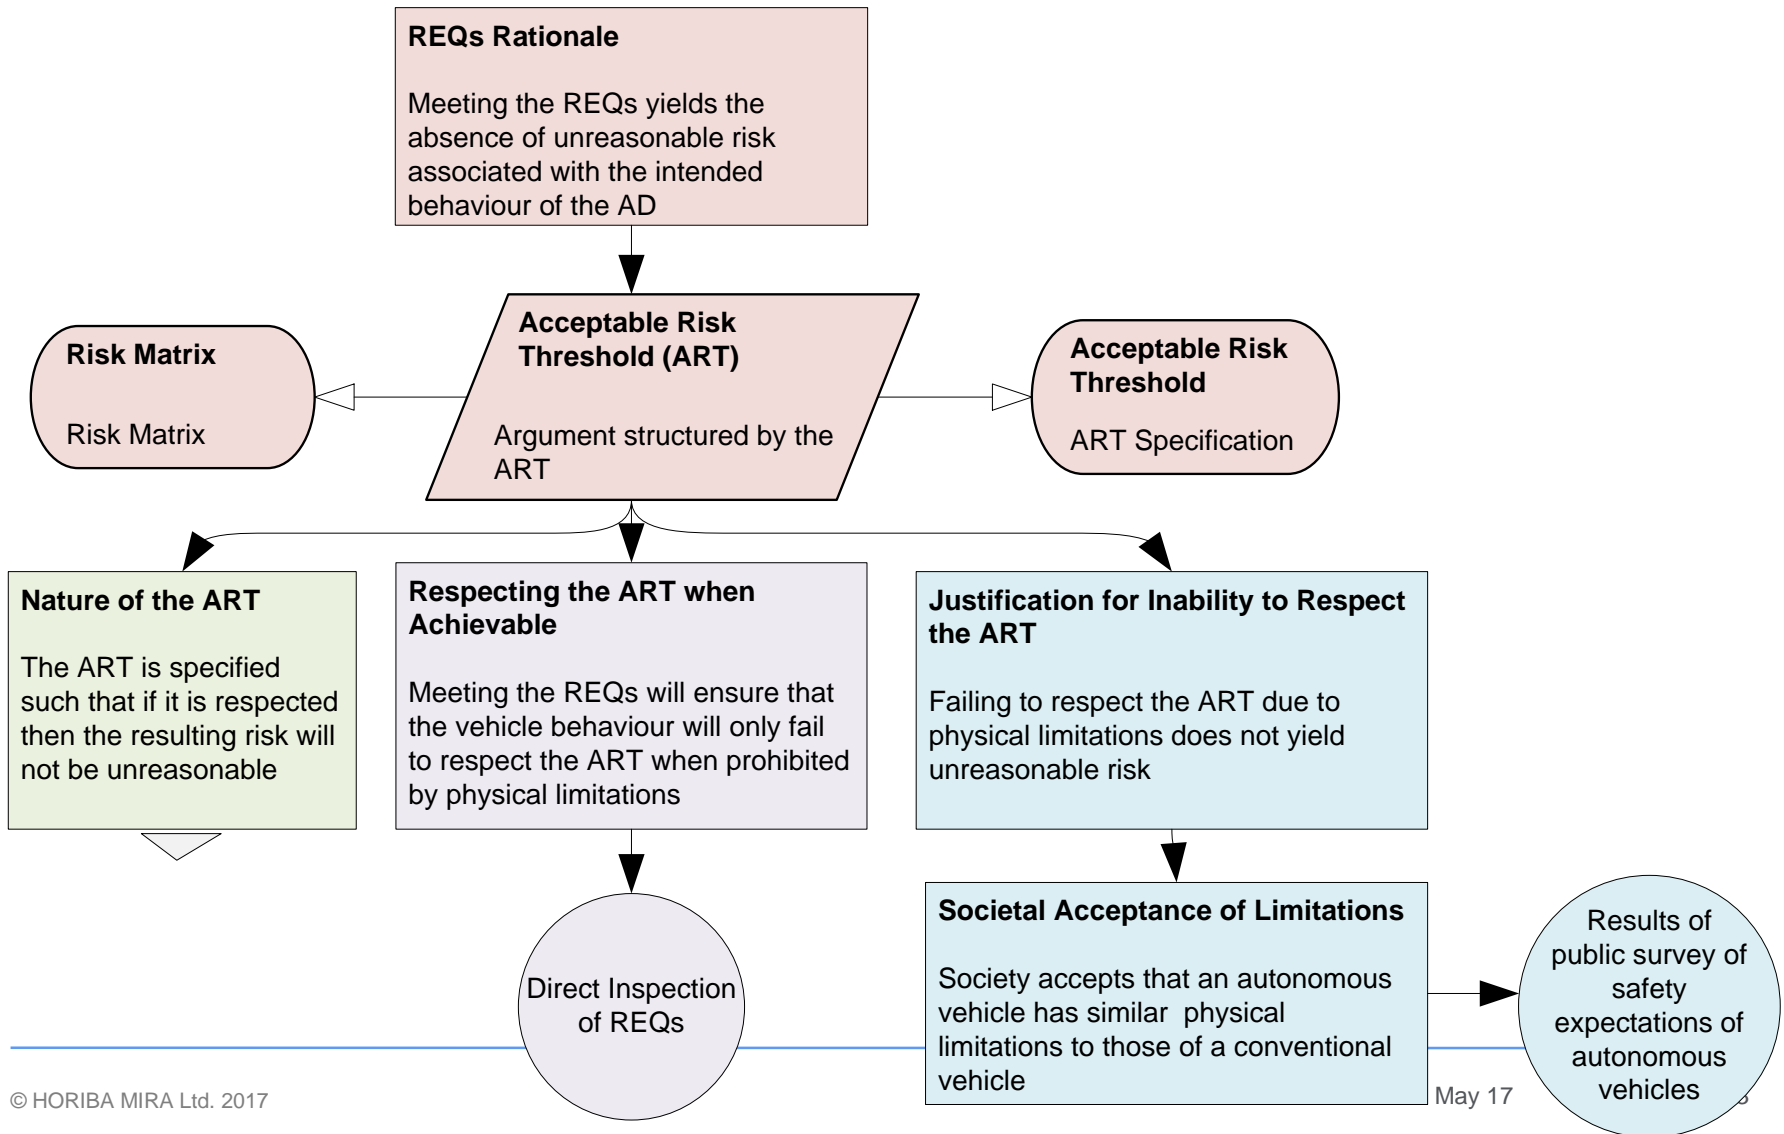 REQs Rationale
Meeting the REQs yields the
absence of unreasonable risk
associated with the intended
behaviour of the AD
Risk Matrix
Risk Matrix
Acceptable Risk
Threshold (ART)
Argument structured by the
ART
Acceptable Risk
Threshold
ART Specification
Nature of the ART
The ART is specified
such that if it is respected
then the resulting risk will
not be unreasonable
Respecting the ART when
Achievable
Meeting the REQs will ensure that
the vehicle behaviour will only fail
to respect the ART when prohibited
by physical limitations
Justification for Inability to Respect
the ART
Failing to respect the ART due to
physical limitations does not yield
unreasonable risk
Direct Inspection
of REQs
Societal Acceptance of Limitations
Society accepts that an autonomous
vehicle has similar  physical
limitations to those of a conventional
vehicle
Results of
public survey of
safety
expectations of
autonomous
vehicles
© HORIBA MIRA Ltd. 2017
May 17